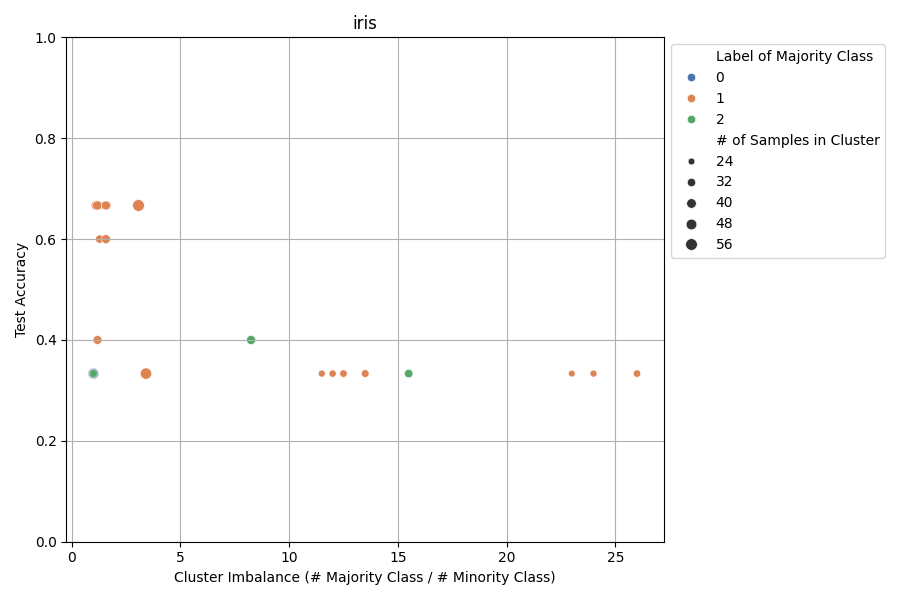 iris
1.0
0.8
0.6
0.4
0.2
0.0
Test Accuracy
0 5 10 15 20 25
Cluster Imbalance (# Majority Class / # Minority Class)
Label of Majority Class
0
1
2
# of Samples in Cluster
24
32
40
48
56